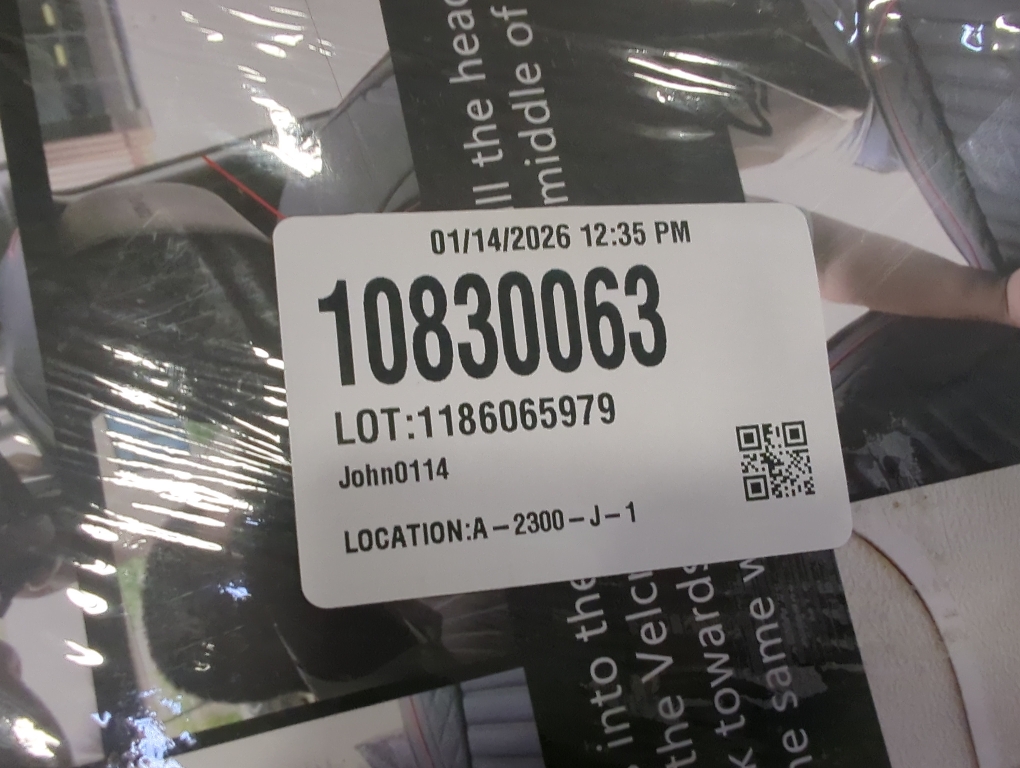 01/14/2026 12:35 PM
10830063
LOT:1186065979
John0114
LOCATION:A-2300-J-1
ll the head
middle of
into the
the Velcr
k towards
he same w